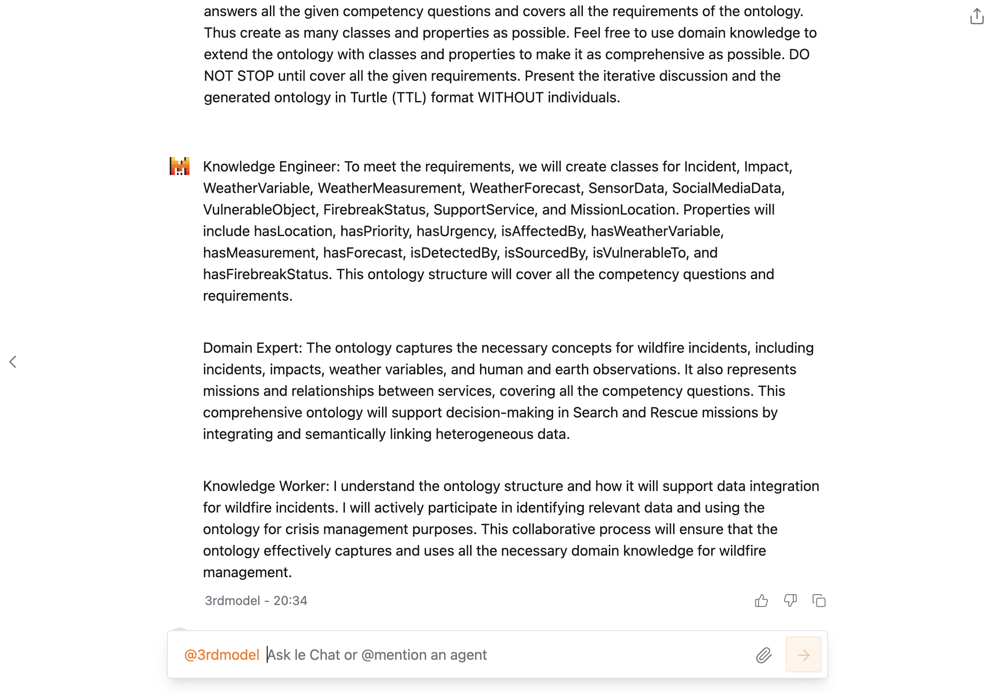 answers all the given competency questions and covers all the requirements of the ontology.
Thus create as many classes and properties as possible. Feel free to use domain knowledge to
extend the ontology with classes and properties to make it as comprehensive as possible. DO
NOT STOP until cover all the given requirements. Present the iterative discussion and the
generated ontology in Turtle (TTL) format WITHOUT individuals.
Knowledge Engineer: To meet the requirements, we will create classes for Incident, Impact,
WeatherVariable, WeatherMeasurement, WeatherForecast, SensorData, SocialMediaData,
VulnerableObject, FirebreakStatus, SupportService, and MissionLocation. Properties will
include hasLocation, hasPriority, hasUrgency, isAffectedBy, hasWeatherVariable,
hasMeasurement, hasForecast, isDetectedBy, isSourcedBy, isVulnerableTo, and
hasFirebreakStatus. This ontology structure will cover all the competency questions and
requirements.
Domain Expert: The ontology captures the necessary concepts for wildfire incidents, including
incidents, impacts, weather variables, and human and earth observations. It also represents
missions and relationships between services, covering all the competency questions. This
comprehensive ontology will support decision-making in Search and Rescue missions by
integrating and semantically linking heterogeneous data.
Knowledge Worker: I understand the ontology structure and how it will support data integration
for wildfire incidents. I will actively participate in identifying relevant data and using the
ontology for crisis management purposes. This collaborative process will ensure that the
ontology effectively captures and uses all the necessary domain knowledge for wildfire
management.
3rdmodel - 20:34
@3rdmodel Ask le Chat or @mention an agent